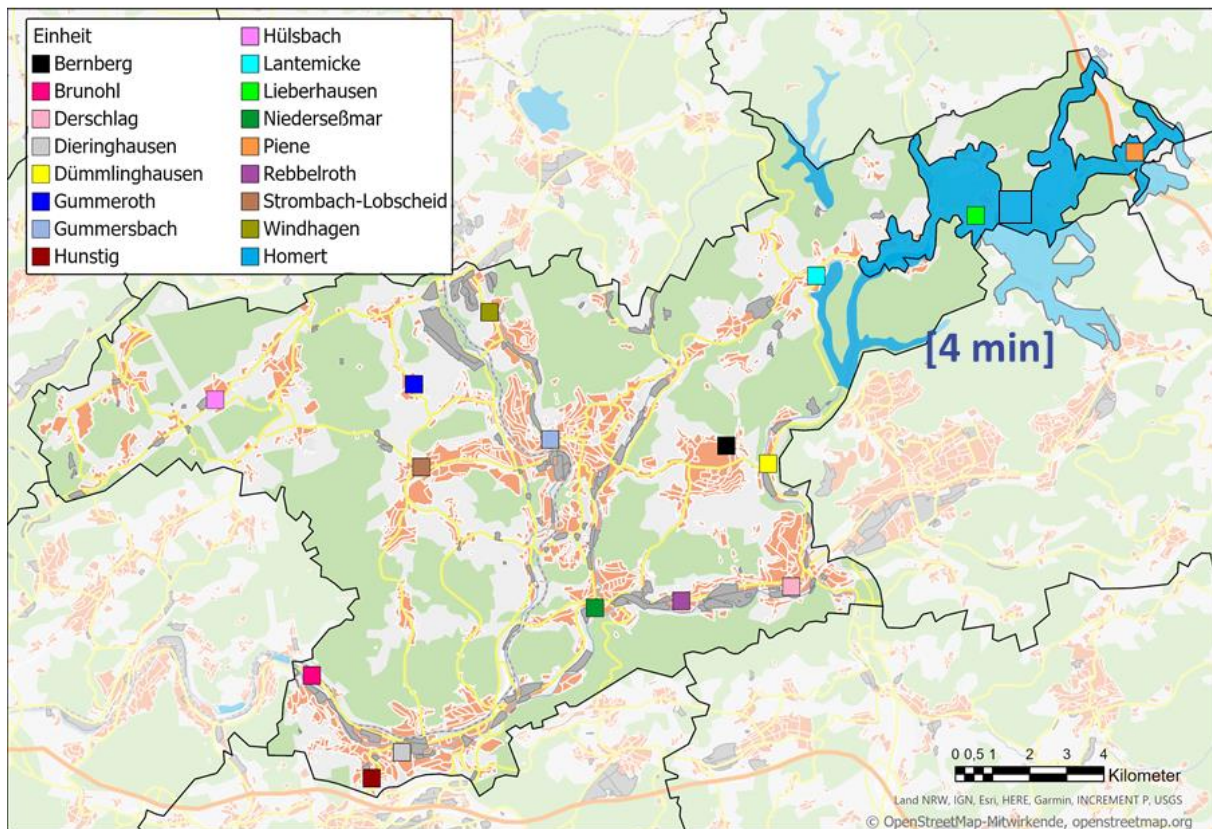 Einheit
Bernberg
Brunohl
Derschlag
Dieringhausen
Dümmlinghausen
Gummeroth
Gummersbach
Hunstig
Hülsbach
Lantemicke
Lieberhausen
Niederseßmar
Piene
Rebbelroth
Strombach-Lobscheid
Windhagen
Homert
[4 min]
0 0,5 1 2 3 4
Kilometer
Land NRW, IGN, Esri, HERE, Garmin, INCREMENT P, USGS
© OpenStreetMap-Mitwirkende, openstreetmap.org